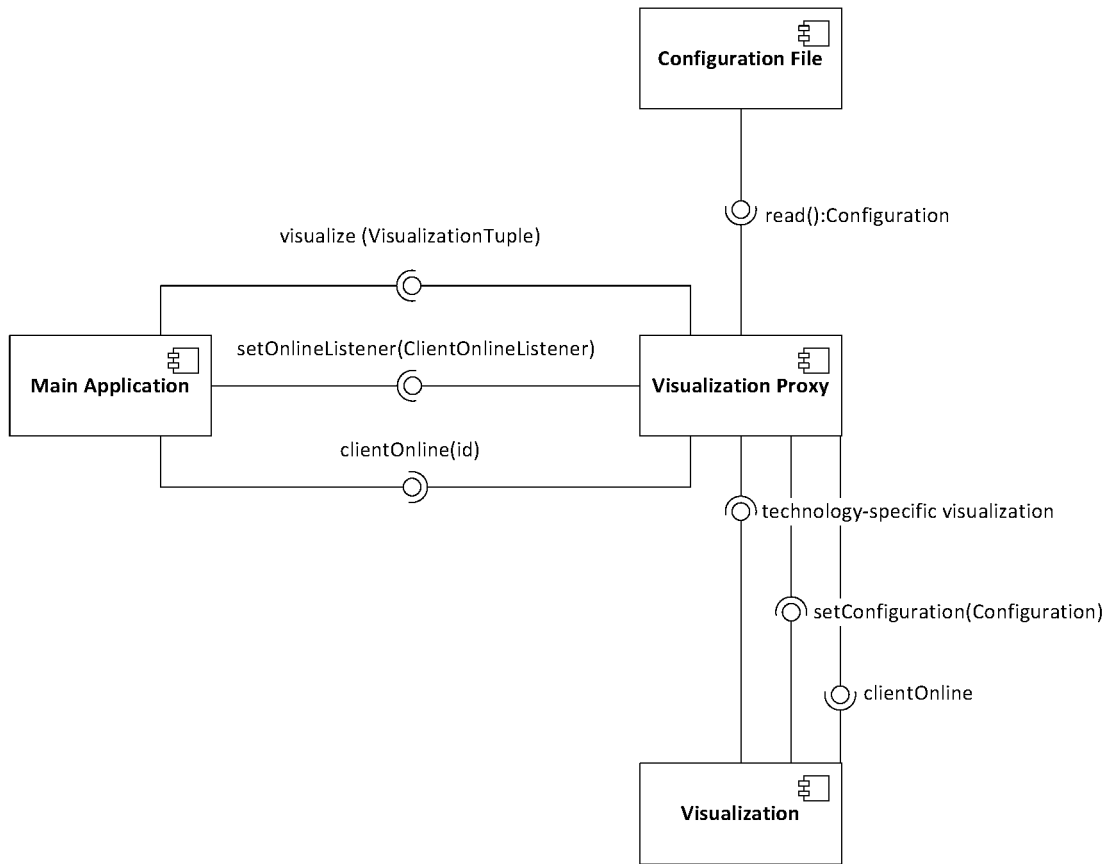 Configuration File
read():Configuration
visualize (VisualizationTuple)
setOnlineListener(ClientOnlineListener)
Main Application
Visualization Proxy
clientOnline(id)
technology-specific visualization
setConfiguration(Configuration)
clientOnline
Visualization